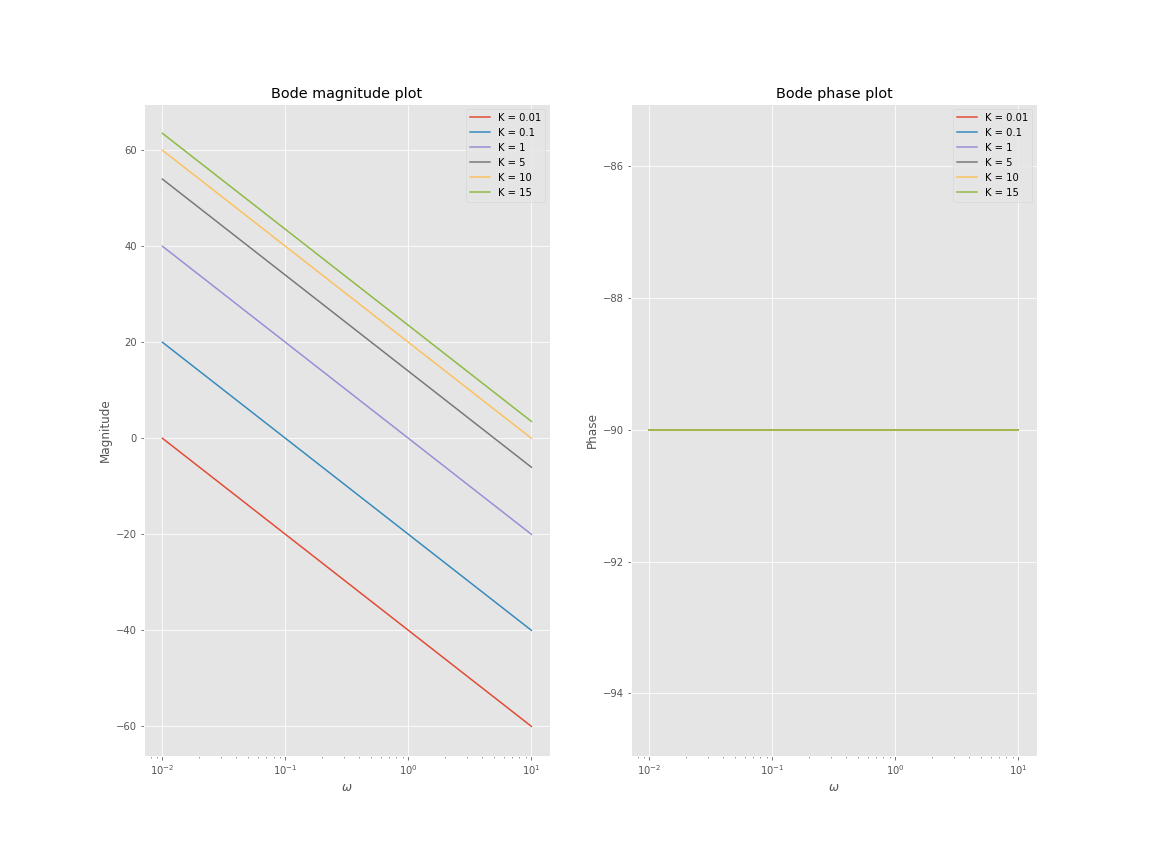 Bode magnitude plot
K = 0.01
K = 0.1
K = 1
K = 5
K = 10
K = 15
60
40
20
0
−20
−40
−60
Magnitude
10⁻²
10⁻¹
10⁰
10¹
ω
Bode phase plot
K = 0.01
K = 0.1
K = 1
K = 5
K = 10
K = 15
−86
−88
−90
−92
−94
Phase
10⁻²
10⁻¹
10⁰
10¹
ω